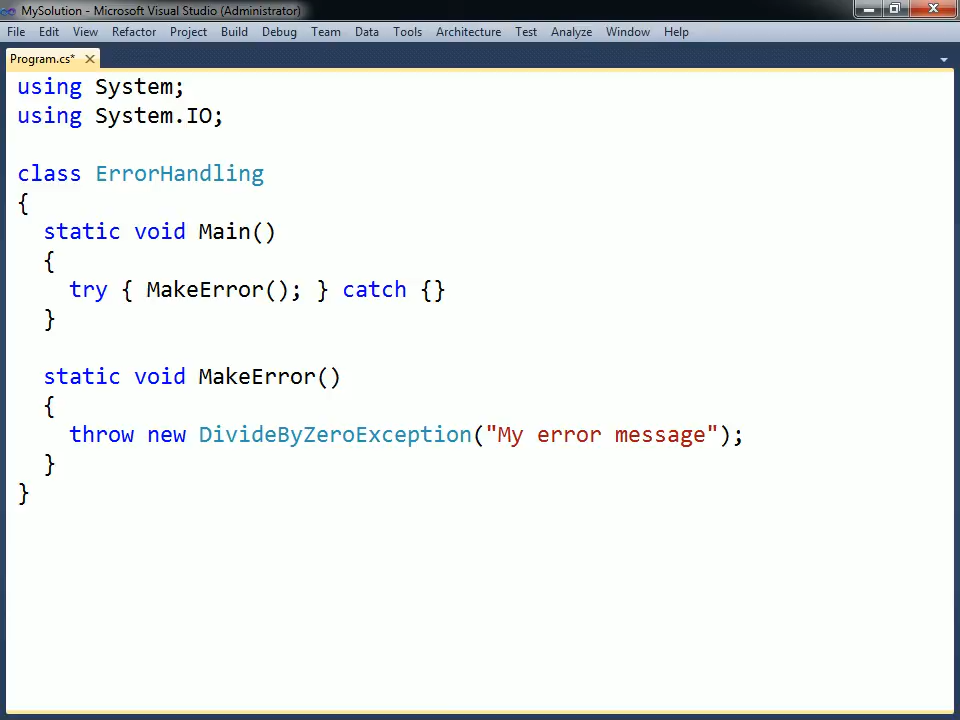 MySolution - Microsoft Visual Studio (Administrator)
File Edit View Refactor Project Build Debug Team Data Tools Architecture Test Analyze Window Help
Program.cs*
using System;
using System.IO;
class ErrorHandling
{
static void Main()
{
try { MakeError(); } catch {}
}
static void MakeError()
{
throw new DivideByZeroException("My error message");
}
}